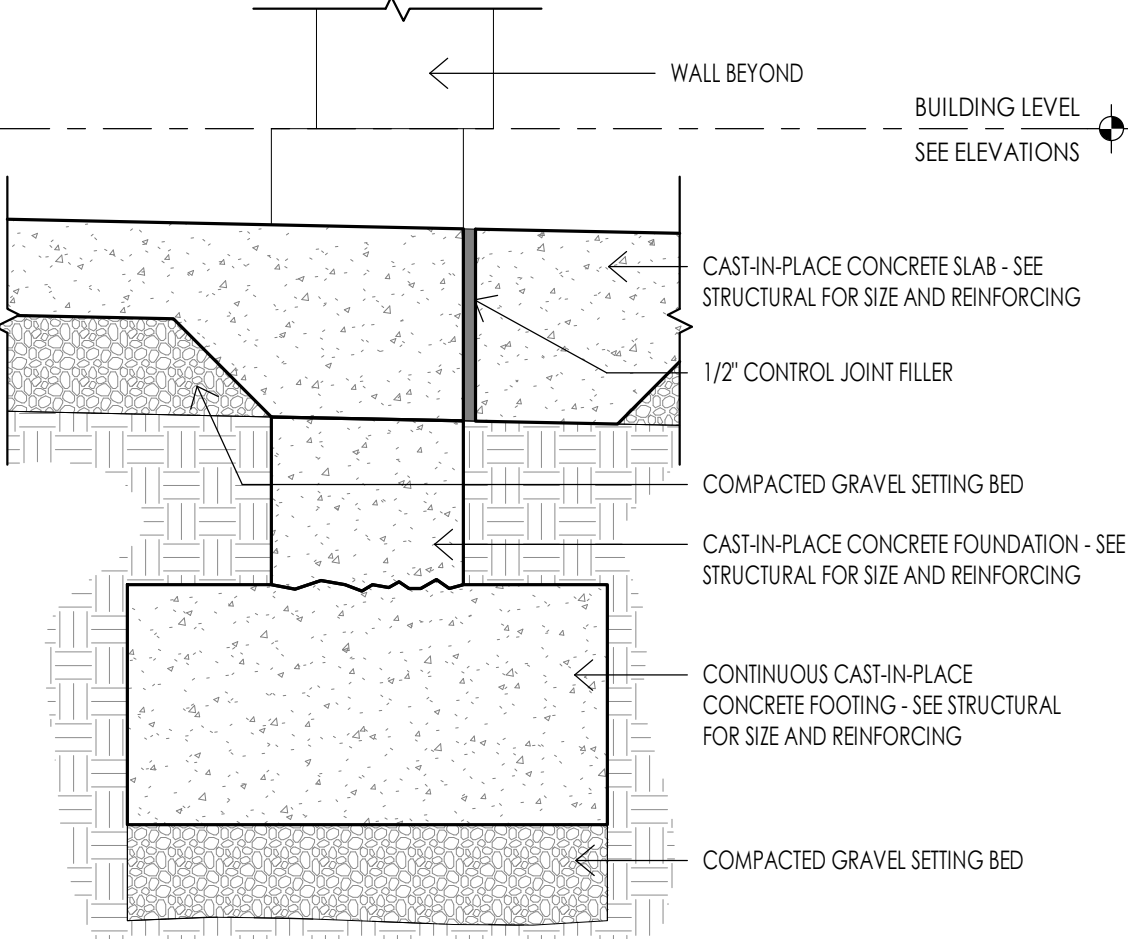 WALL BEYOND
BUILDING LEVEL
SEE ELEVATIONS
CAST-IN-PLACE CONCRETE SLAB - SEE
STRUCTURAL FOR SIZE AND REINFORCING
1/2" CONTROL JOINT FILLER
COMPACTED GRAVEL SETTING BED
CAST-IN-PLACE CONCRETE FOUNDATION - SEE
STRUCTURAL FOR SIZE AND REINFORCING
CONTINUOUS CAST-IN-PLACE
CONCRETE FOOTING - SEE STRUCTURAL
FOR SIZE AND REINFORCING
COMPACTED GRAVEL SETTING BED